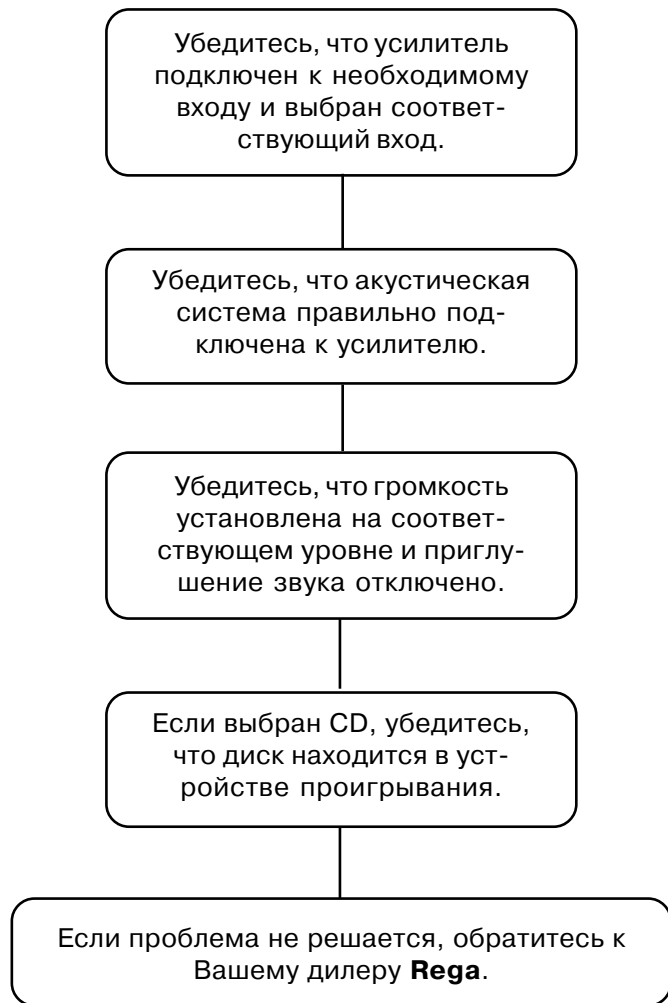 Убедитесь, что усилитель
подключен к необходимому
входу и выбран соответ-
ствующий вход.
Убедитесь, что акустическая
система правильно под-
ключена к усилителю.
Убедитесь, что громкость
установлена на соответ-
ствующем уровне и приглу-
шение звука отключено.
Если выбран CD, убедитесь,
что диск находится в уст-
ройстве проигрывания.
Если проблема не решается, обратитесь к
Вашему дилеру Rega.